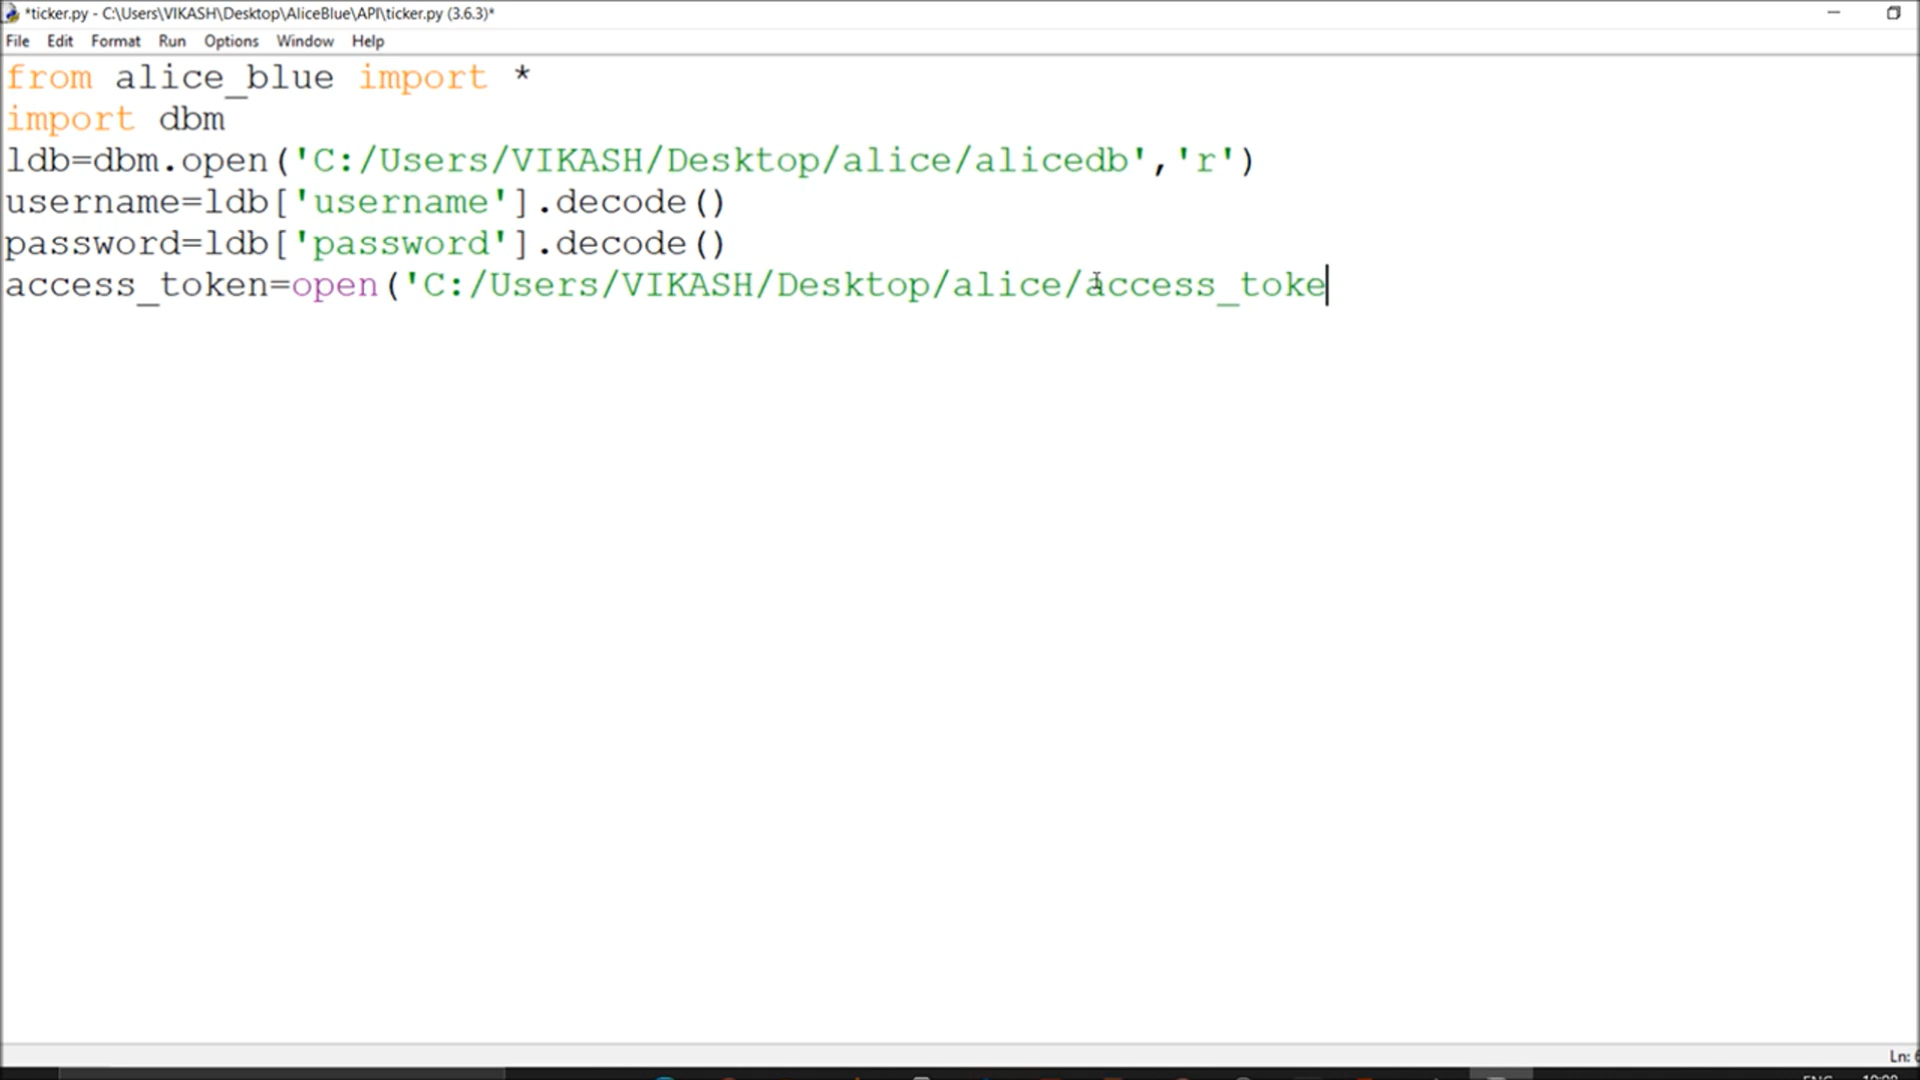 *ticker.py - C:\Users\VIKASH\Desktop\AliceBlue\API\ticker.py (3.6.3)*
File Edit Format Run Options Window Help
from alice_blue import *
import dbm
ldb=dbm.open('C:/Users/VIKASH/Desktop/alice/alicedb','r')
username=ldb['username'].decode()
password=ldb['password'].decode()
access_token=open('C:/Users/VIKASH/Desktop/alice/access_toke
Ln: